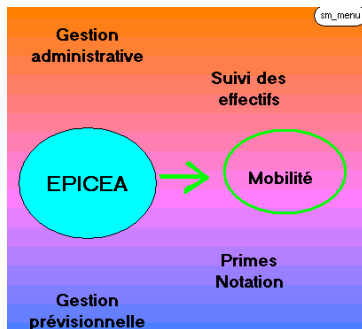 sm_menu
Gestion
administrative
Suivi des
effectifs
EPICEA
Mobilité
Primes
Notation
Gestion
prévisionnelle